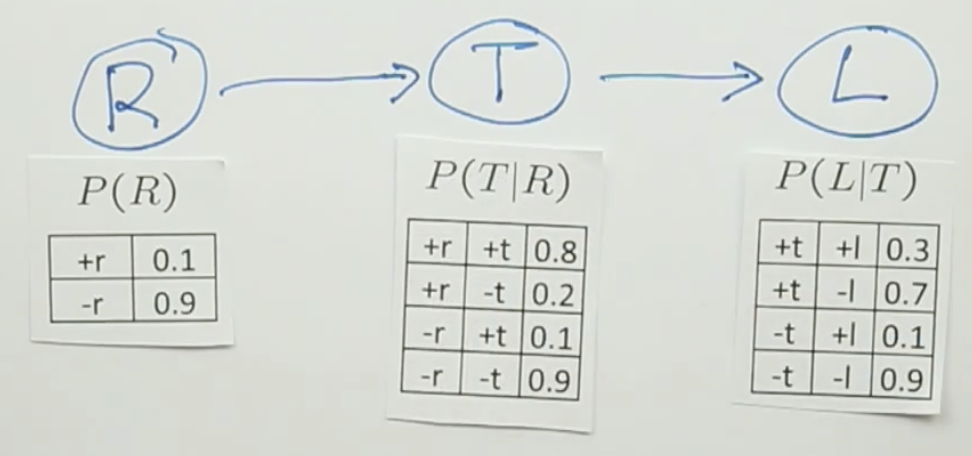 R T L
P(R)
+r 0.1
-r 0.9
P(T|R)
+r +t 0.8
+r -t 0.2
-r +t 0.1
-r -t 0.9
P(L|T)
+t +l 0.3
+t -l 0.7
-t +l 0.1
-t -l 0.9